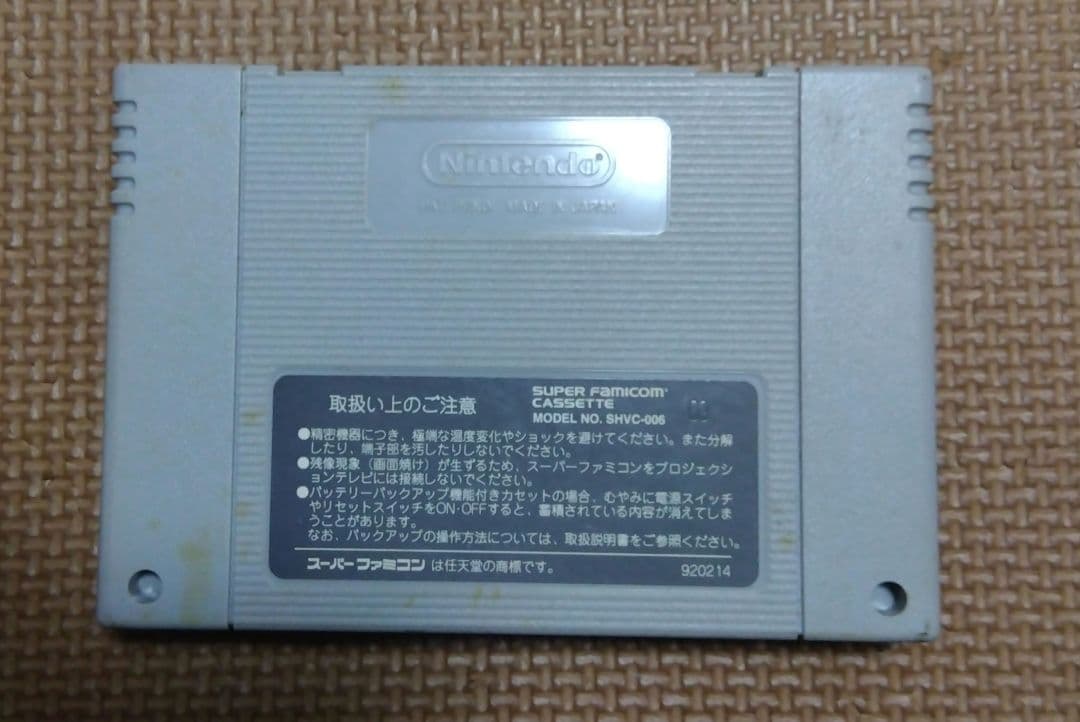 Nintendo
PAT. PEND. MADE IN JAPAN
取扱い上のご注意
SUPER FAMICOM
CASSETTE
MODEL NO. SHVC-006
●精密機器につき、極端な温度変化やショックを避けてください。また分解
したり、端子部を汚したりしないでください。
●残像現象（画面焼け）が生ずるため、スーパーファミコンをプロジェクシ
ョンテレビには接続しないでください。
●バッテリーバックアップ機能付きカセットの場合、むやみに電源スイッチ
やリセットスイッチをON・OFFすると、蓄積されている内容が消えてしま
うことがあります。
なお、バックアップの操作方法については、取扱説明書をご参照ください。
スーパーファミコン は任天堂の商標です。
920214